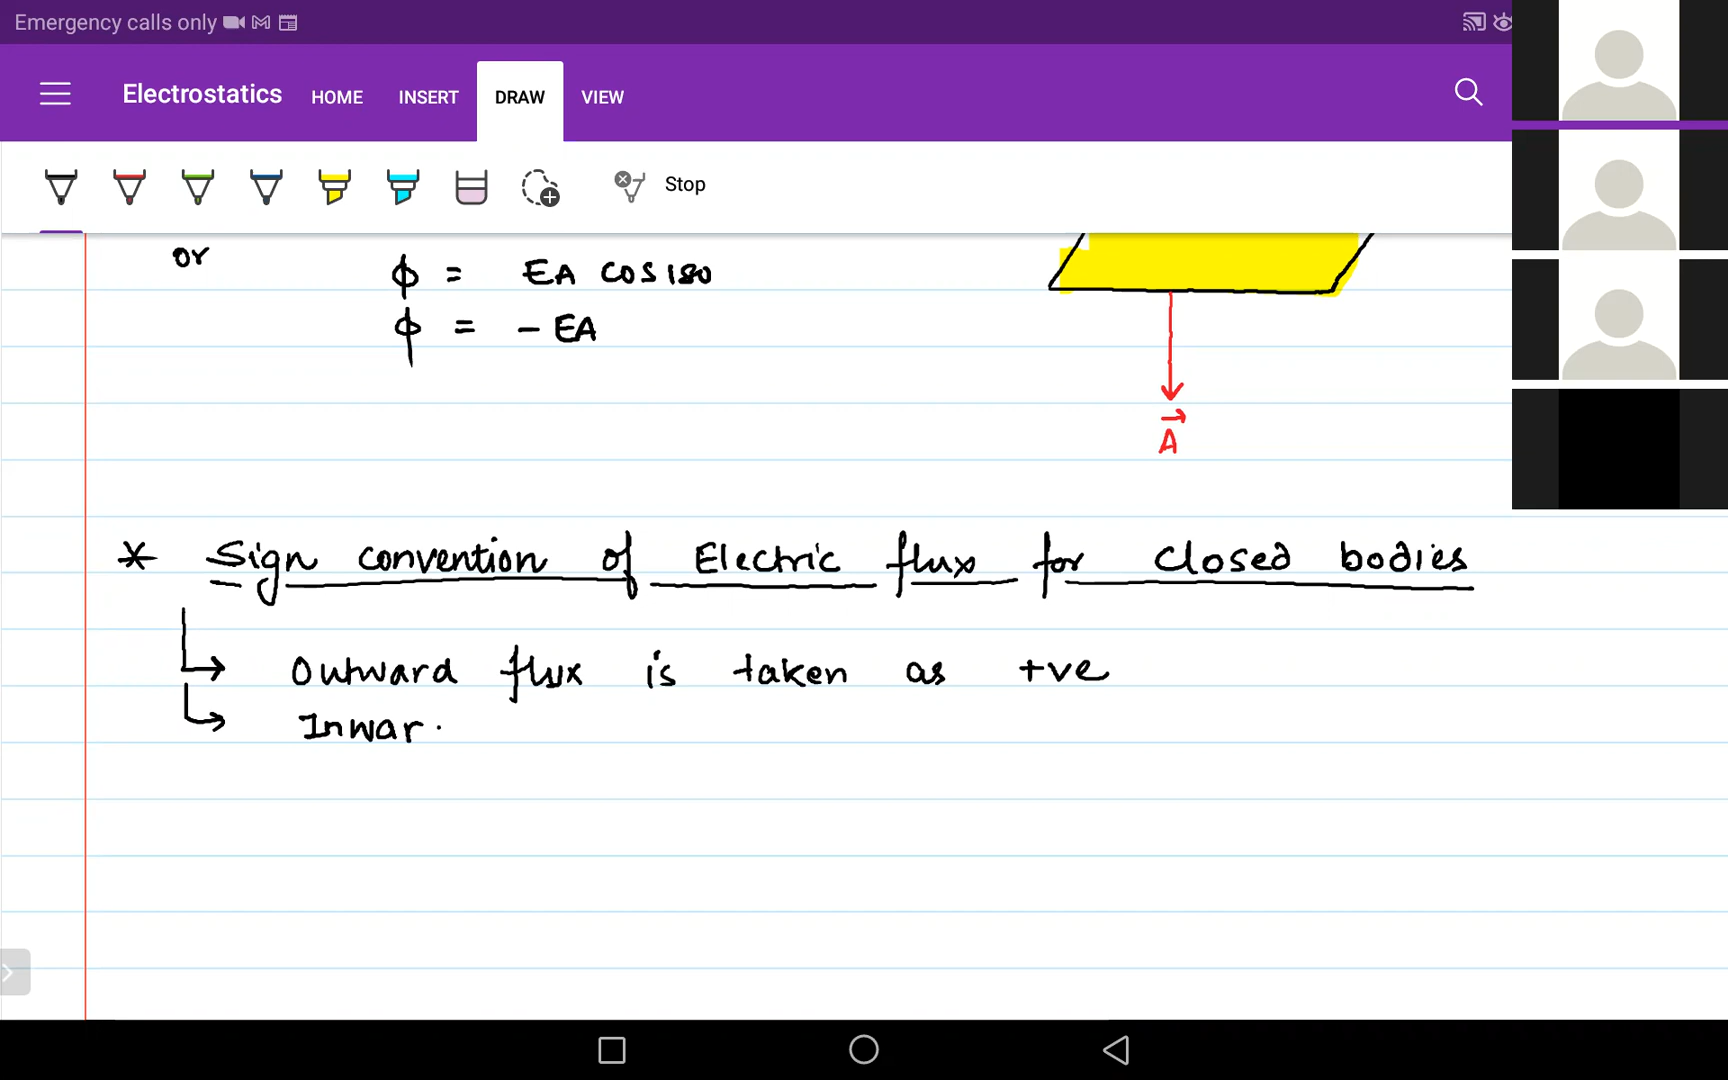 Emergency calls only
Electrostatics HOME INSERT DRAW VIEW
Stop
or
ϕ = EA cos 180
ϕ = - EA
A
* Sign convention of Electric flux for closed bodies
Outward flux is taken as +ve
Inwar